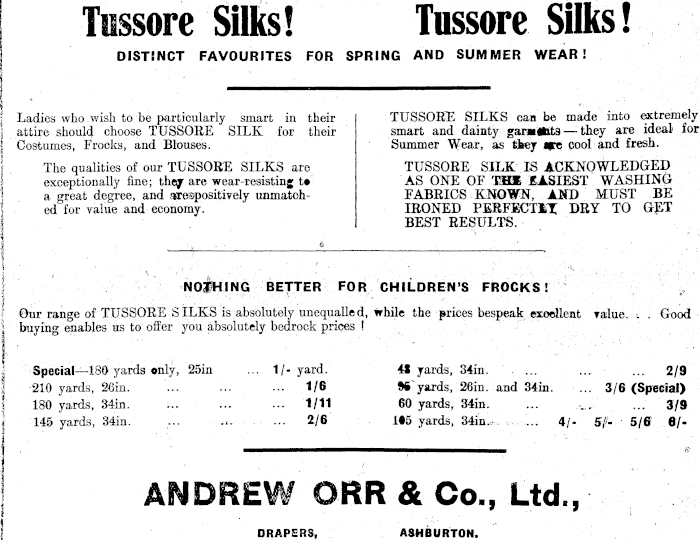 Tussore Silks! Tussore Silks!
DISTINCT FAVOURITES FOR SPRING AND SUMMER WEAR!
Ladies who wish to be particularly smart in their
attire should choose TUSSORE SILK for their
Costumes, Frocks, and Blouses.
The qualities of our TUSSORE SILKS are
exceptionally fine; they are wear-resisting to
a great degree, and are positively unmatch-
ed for value and economy.
TUSSORE SILKS can be made into extremely
smart and dainty garments—they are ideal for
Summer Wear, as they are cool and fresh.
TUSSORE SILK IS ACKNOWLEDGED
AS ONE OF THE EASIEST WASHING
FABRICS KNOWN, AND MUST BE
IRONED PERFECTLY DRY TO GET
BEST RESULTS.
NOTHING BETTER FOR CHILDREN'S FROCKS!
Our range of TUSSORE SILKS is absolutely unequalled, while the prices bespeak excellent value. . . Good
buying enables us to offer you absolutely bedrock prices!
Special—180 yards only, 25in ... 1/- yard.
210 yards, 26in. ... ... ... 1/6
180 yards, 34in. ... ... ... 1/11
145 yards, 34in. ... ... ... 2/6
48 yards, 34in. ... ... ... 2/9
96 yards, 26in. and 34in. ... 3/6 (Special)
60 yards, 34in. ... ... ... 3/9
105 yards, 34in. ... 4/- 5/- 5/6 6/-
ANDREW ORR & Co., Ltd.,
DRAPERS, ASHBURTON.